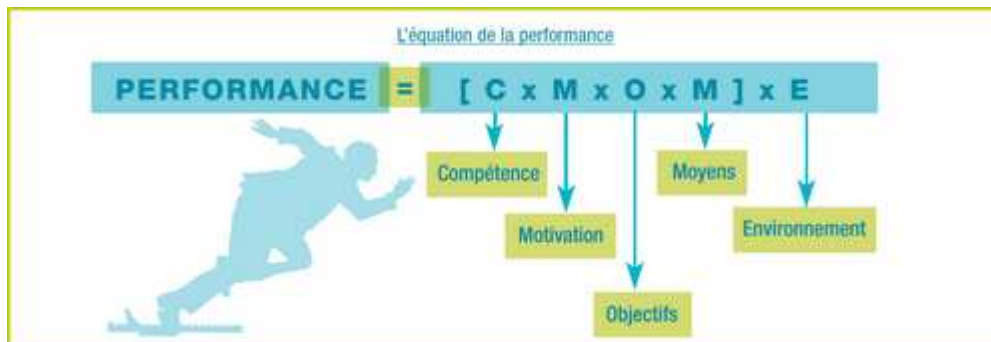 L'équation de la performance
PERFORMANCE = [ C x M x O x M ] x E
Compétence
Moyens
Motivation
Environnement
Objectifs